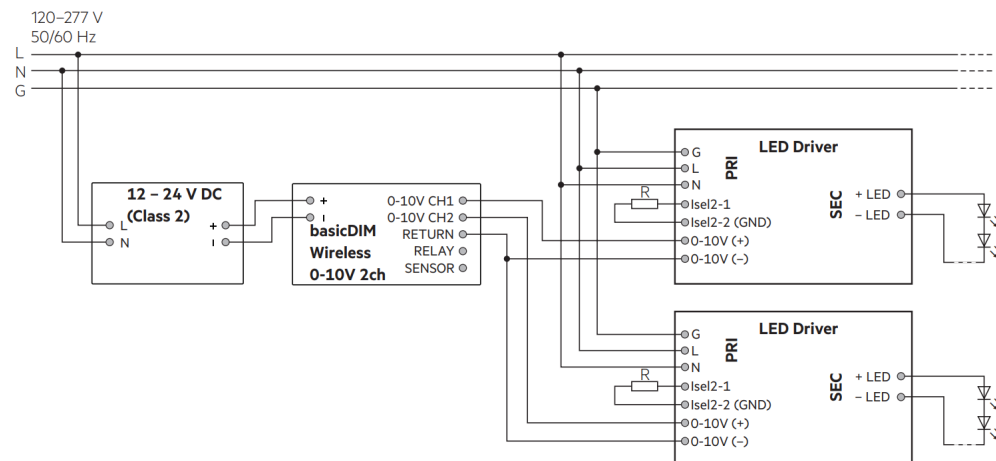 120–277 V
50/60 Hz
L
N
G
12 – 24 V DC
(Class 2)
L
N
+
I
+
I
basicDIM
Wireless
0-10V 2ch
0-10V CH1
0-10V CH2
RETURN
RELAY
SENSOR
LED Driver
PRI
G
L
N
R
Isel2-1
Isel2-2 (GND)
0-10V (+)
0-10V (–)
SEC
+ LED
– LED
LED Driver
PRI
G
L
N
R
Isel2-1
Isel2-2 (GND)
0-10V (+)
0-10V (–)
SEC
+ LED
– LED